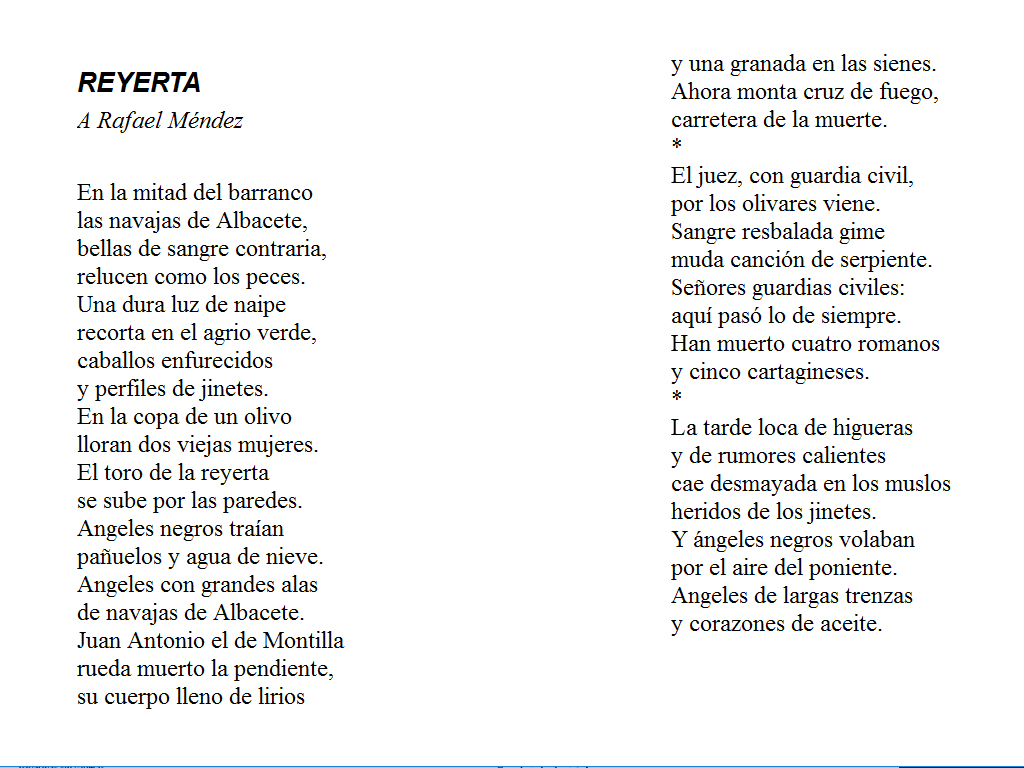 REYERTA
A Rafael Méndez
En la mitad del barranco
las navajas de Albacete,
bellas de sangre contraria,
relucen como los peces.
Una dura luz de naipe
recorta en el agrio verde,
caballos enfurecidos
y perfiles de jinetes.
En la copa de un olivo
lloran dos viejas mujeres.
El toro de la reyerta
se sube por las paredes.
Angeles negros traían
pañuelos y agua de nieve.
Angeles con grandes alas
de navajas de Albacete.
Juan Antonio el de Montilla
rueda muerto la pendiente,
su cuerpo lleno de lirios
y una granada en las sienes.
Ahora monta cruz de fuego,
carretera de la muerte.
*
El juez, con guardia civil,
por los olivares viene.
Sangre resbalada gime
muda canción de serpiente.
Señores guardias civiles:
aquí pasó lo de siempre.
Han muerto cuatro romanos
y cinco cartagineses.
*
La tarde loca de higueras
y de rumores calientes
cae desmayada en los muslos
heridos de los jinetes.
Y ángeles negros volaban
por el aire del poniente.
Angeles de largas trenzas
y corazones de aceite.